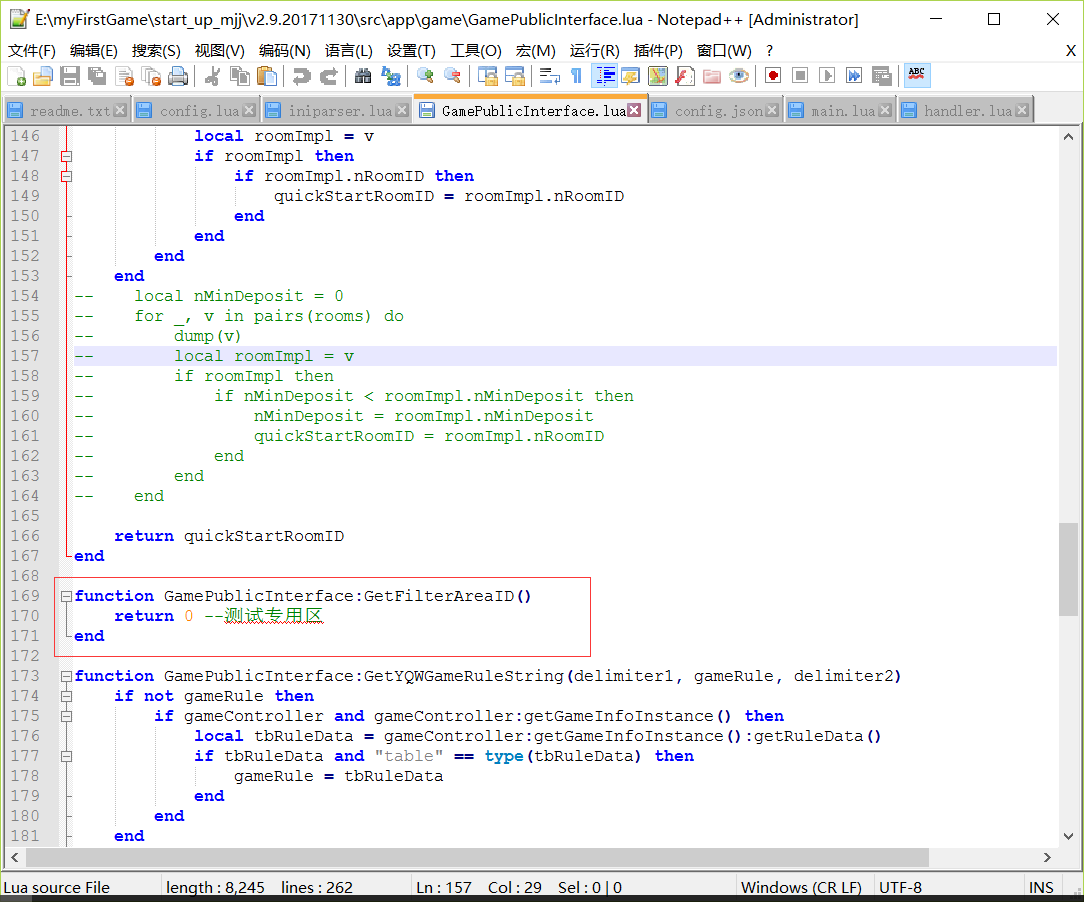 E:\myFirstGame\start_up_mjj\v2.9.20171130\src\app\game\GamePublicInterface.lua - Notepad++ [Administrator]
文件(F) 编辑(E) 搜索(S) 视图(V) 编码(N) 语言(L) 设置(T) 工具(O) 宏(M) 运行(R) 插件(P) 窗口(W) ? X
ABC
readme.txt config.lua iniparser.lua GamePublicInterface.lua config.json main.lua handler.lua
146 local roomImpl = v
147 if roomImpl then
148 if roomImpl.nRoomID then
149 quickStartRoomID = roomImpl.nRoomID
150 end
151 end
152 end
153 end
154 -- local nMinDeposit = 0
155 -- for _, v in pairs(rooms) do
156 -- dump(v)
157 -- local roomImpl = v
158 -- if roomImpl then
159 -- if nMinDeposit < roomImpl.nMinDeposit then
160 -- nMinDeposit = roomImpl.nMinDeposit
161 -- quickStartRoomID = roomImpl.nRoomID
162 -- end
163 -- end
164 -- end
165
166 return quickStartRoomID
167 end
168
169 function GamePublicInterface:GetFilterAreaID()
170 return 0 --测试专用区
171 end
172
173 function GamePublicInterface:GetYQWGameRuleString(delimiter1, gameRule, delimiter2)
174 if not gameRule then
175 if gameController and gameController:getGameInfoInstance() then
176 local tbRuleData = gameController:getGameInfoInstance():getRuleData()
177 if tbRuleData and "table" == type(tbRuleData) then
178 gameRule = tbRuleData
179 end
180 end
181 end
Lua source File length : 8,245 lines : 262 Ln : 157 Col : 29 Sel : 0 | 0 Windows (CR LF) UTF-8 INS